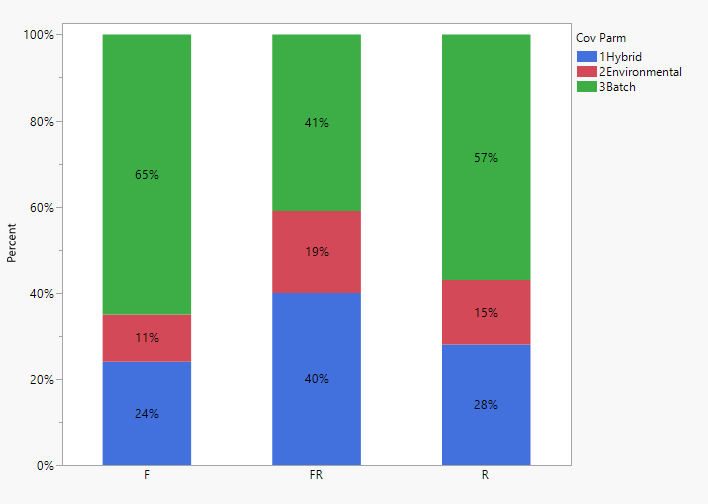 Cov Parm
1Hybrid
2Environmental
3Batch
Percent
100%
80%
60%
40%
20%
0%
65%
41%
57%
11%
19%
15%
24%
40%
28%
F
FR
R